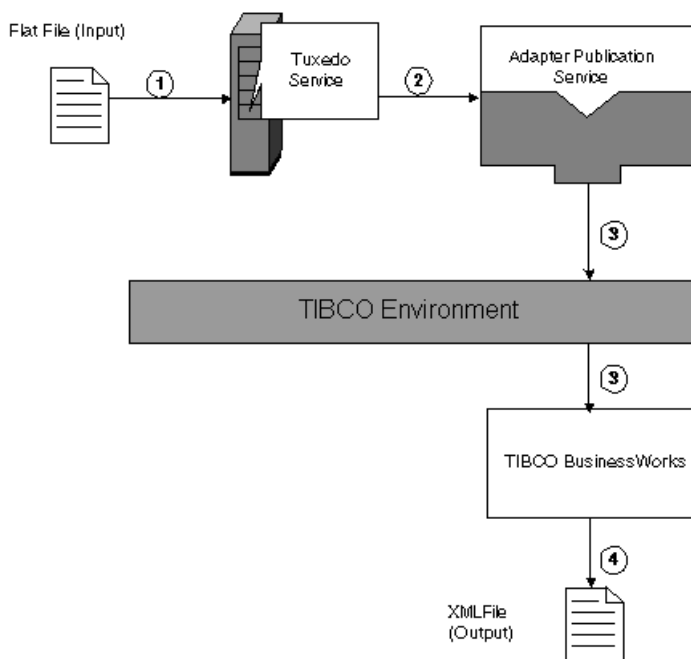 Flat File (Input)
Tuxedo
Service
Adapter Publication
Service
1
2
3
TIBCO Environment
3
TIBCO BusinessWorks
4
XMLFile
(Output)